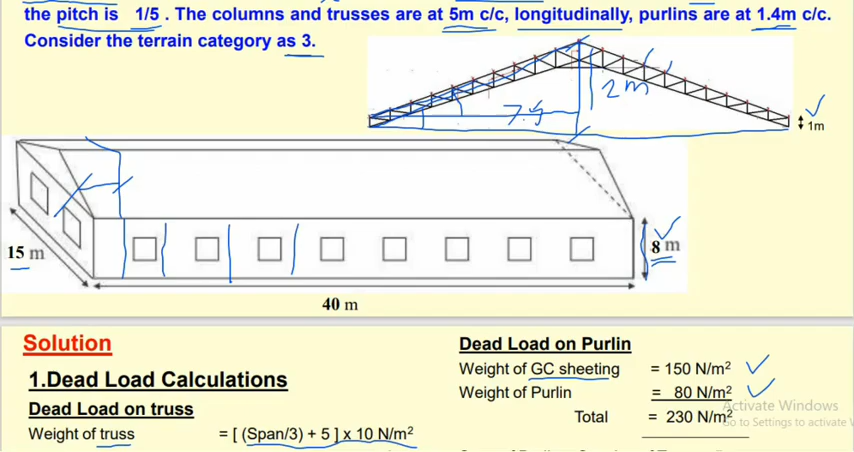 the pitch is 1/5 . The columns and trusses are at 5m c/c, longitudinally, purlins are at 1.4m c/c.
Consider the terrain category as 3.
2m
7.5
1m
15 m
8 m
40 m
Solution
1.Dead Load Calculations
Dead Load on truss
Weight of truss = [ (Span/3) + 5 ] x 10 N/m²
Dead Load on Purlin
Weight of GC sheeting = 150 N/m²
Weight of Purlin = 80 N/m²
Total = 230 N/m²
Activate Windows
Go to Settings to activate